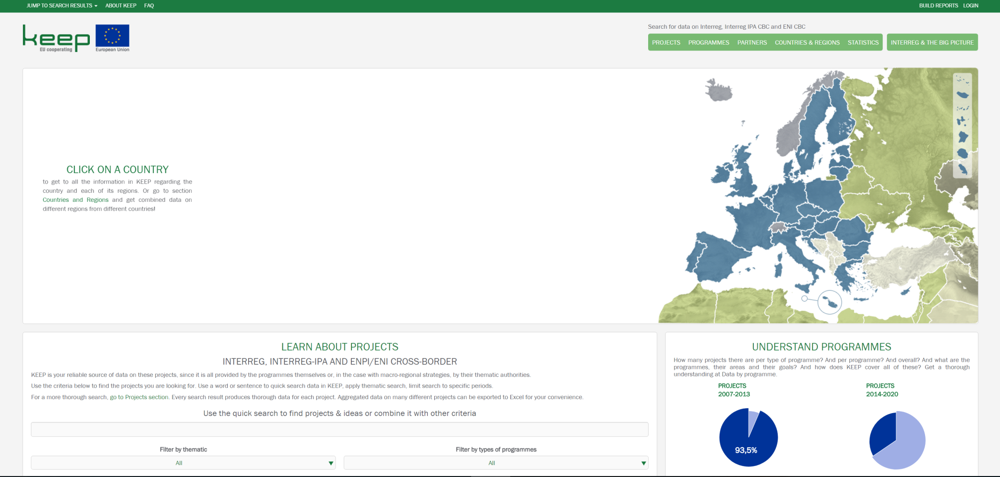 JUMP TO SEARCH RESULTS ABOUT KEEP FAQ
BUILD REPORTS LOGIN
keep
EU cooperating
European Union
Search for data on Interreg, Interreg IPA CBC and ENI CBC
PROJECTS PROGRAMMES PARTNERS COUNTRIES & REGIONS STATISTICS INTERREG & THE BIG PICTURE
CLICK ON A COUNTRY
to get to all the information in KEEP regarding the
country and each of its regions. Or go to section
Countries and Regions and get combined data on
different regions from different countries!
LEARN ABOUT PROJECTS
INTERREG, INTERREG-IPA AND ENPI/ENI CROSS-BORDER
KEEP is your reliable source of data on these projects, since it is all provided by the programmes themselves or, in the case with macro-regional strategies, by their thematic authorities.
Use the criteria below to find the projects you are looking for. Use a word or sentence to quick search data in KEEP, apply thematic search, limit search to specific periods.
For a more thorough search, go to Projects section. Every search result produces thorough data for each project. Aggregated data on many different projects can be exported to Excel for your convenience.
Use the quick search to find projects & ideas or combine it with other criteria
Filter by thematic
All
Filter by types of programmes
All
UNDERSTAND PROGRAMMES
How many projects there are per type of programme? And per programme? And overall? And what are the
programmes, their areas and their goals? And how does KEEP cover all of these? Get a thorough
understanding at Data by programme.
PROJECTS
2007-2013
93,5%
PROJECTS
2014-2020